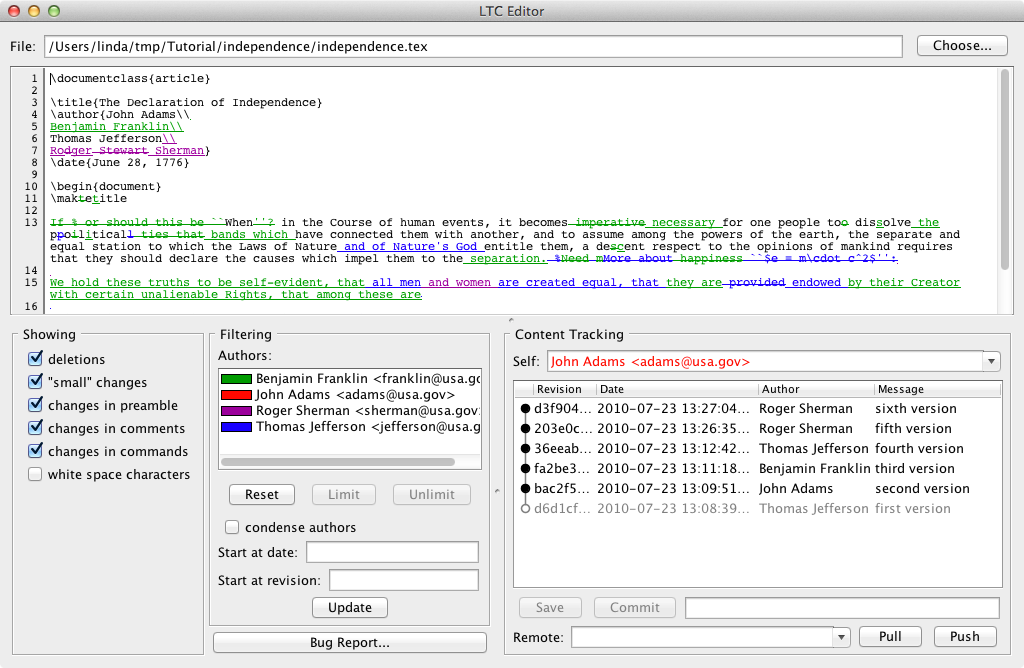 LTC Editor
File: /Users/linda/tmp/Tutorial/independence/independence.tex Choose...
1 \documentclass{article}
2
3 \title{The Declaration of Independence}
4 \author{John Adams\\
5 Benjamin Franklin\\
6 Thomas Jefferson\\
7 Rodger Stewart Sherman}
8 \date{June 28, 1776}
9
10 \begin{document}
11 \maktetitle
12
13 If % or should this be ``When''? in the Course of human events, it becomes imperative necessary for one people too dissolve the
ppoilitical ties that bands which have connected them with another, and to assume among the powers of the earth, the separate and
equal station to which the Laws of Nature and of Nature's God entitle them, a descent respect to the opinions of mankind requires
that they should declare the causes which impel them to the separation. %Need mMore about happiness ``$e = m\cdot c^2$'':
14
15 We hold these truths to be self-evident, that all men and women are created equal, that they are provided endowed by their Creator
with certain unalienable Rights, that among these are
16
Showing
deletions
"small" changes
changes in preamble
changes in comments
changes in commands
white space characters
Filtering
Authors:
Benjamin Franklin <franklin@usa.go
John Adams <adams@usa.gov>
Roger Sherman <sherman@usa.gov
Thomas Jefferson <jefferson@usa.g
Reset Limit Unlimit
condense authors
Start at date:
Start at revision:
Update
Bug Report...
Content Tracking
Self: John Adams <adams@usa.gov>
Revision Date Author Message
d3f904... 2010-07-23 13:27:04... Roger Sherman sixth version
203e0c... 2010-07-23 13:26:35... Roger Sherman fifth version
36eeab... 2010-07-23 13:12:42... Thomas Jefferson fourth version
fa2be3... 2010-07-23 13:11:18... Benjamin Franklin third version
bac2f5... 2010-07-23 13:09:51... John Adams second version
d6d1cf... 2010-07-23 13:08:39... Thomas Jefferson first version
Save Commit
Remote: Pull Push